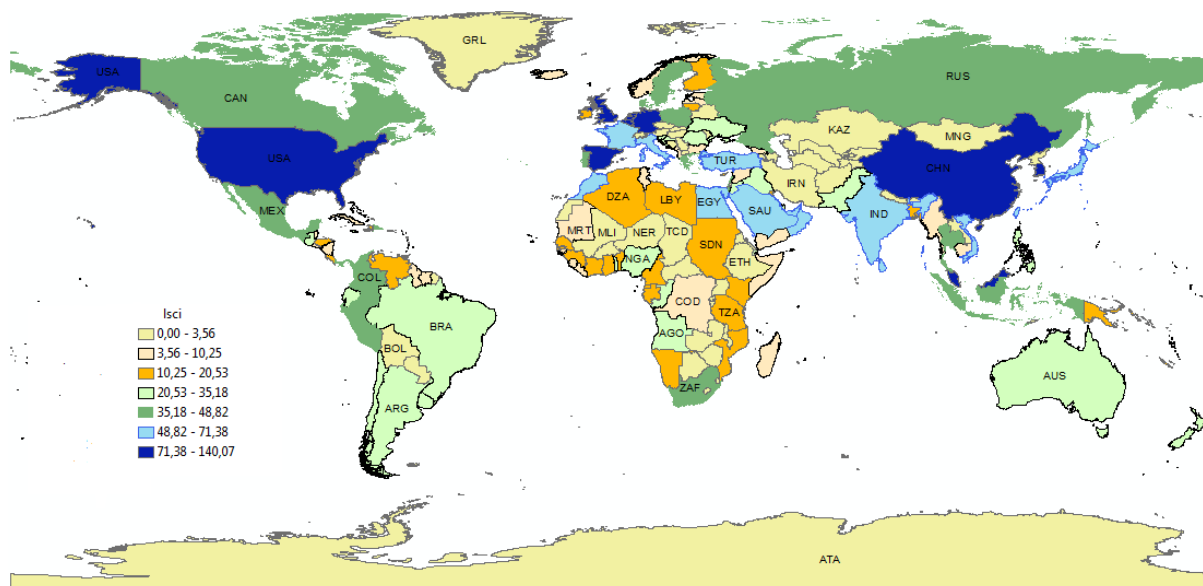 GRL
USA
RUS
CAN
KAZ
MNG
USA
CHN
TUR
IRN
MEX
DZA
LBY
EGY
SAU
IND
MRT
MLI
NER
TCD
SDN
NGA
ETH
COL
COD
TZA
BRA
AGO
BOL
AUS
ZAF
ARG
lsci
0,00 - 3,56
3,56 - 10,25
10,25 - 20,53
20,53 - 35,18
35,18 - 48,82
48,82 - 71,38
71,38 - 140,07
ATA